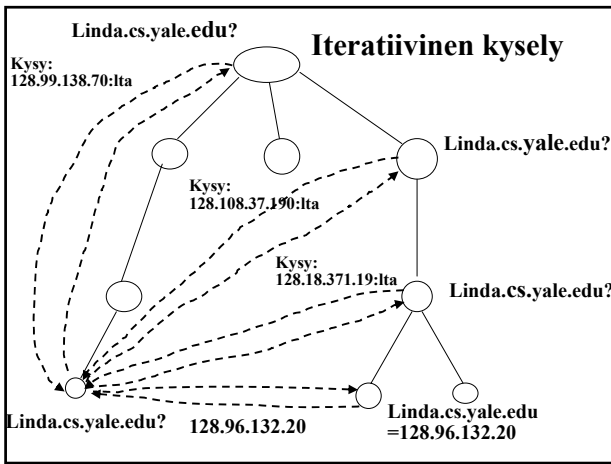 Linda.cs.yale.edu?
Iteratiivinen kysely
Kysy:
128.99.138.70:lta
Linda.cs.yale.edu?
Kysy:
128.108.37.190:lta
Kysy:
128.18.371.19:lta
Linda.cs.yale.edu?
Linda.cs.yale.edu?
128.96.132.20
Linda.cs.yale.edu
=128.96.132.20